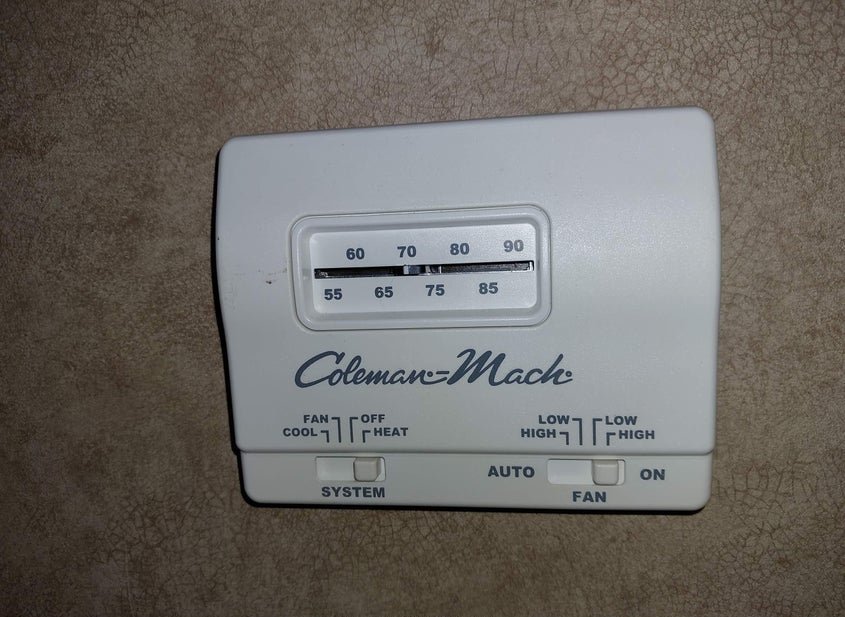 60 70 80 90
55 65 75 85
Coleman-Mach
FAN OFF
COOL HEAT
LOW LOW
HIGH HIGH
AUTO ON
SYSTEM FAN